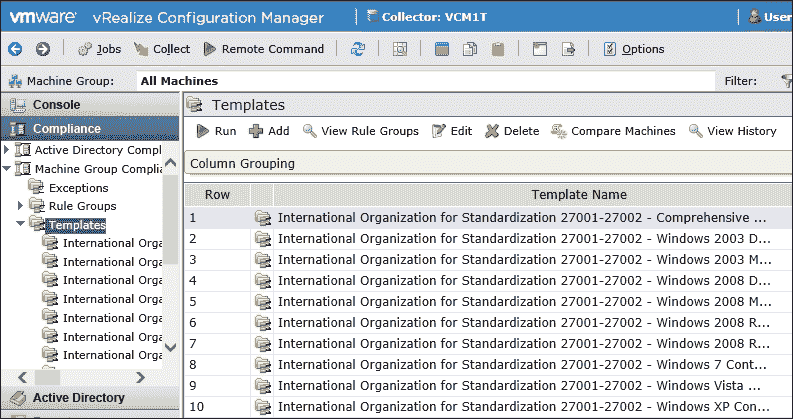 vmware vRealize Configuration Manager Collector: VCM1T User
Jobs Collect Remote Command Options
Machine Group: All Machines Filter:
Console
Compliance
Active Directory Compl
Machine Group Complia
Exceptions
Rule Groups
Templates
International Orga
International Orga
International Orga
International Orga
International Orga
International Orga
International Orga
Active Directory
Templates
Run Add View Rule Groups Edit Delete Compare Machines View History
Column Grouping
Row Template Name
1 International Organization for Standardization 27001-27002 - Comprehensive ...
2 International Organization for Standardization 27001-27002 - Windows 2003 D...
3 International Organization for Standardization 27001-27002 - Windows 2003 M...
4 International Organization for Standardization 27001-27002 - Windows 2008 D...
5 International Organization for Standardization 27001-27002 - Windows 2008 M...
6 International Organization for Standardization 27001-27002 - Windows 2008 R...
7 International Organization for Standardization 27001-27002 - Windows 2008 R...
8 International Organization for Standardization 27001-27002 - Windows 7 Cont...
9 International Organization for Standardization 27001-27002 - Windows Vista ...
10 International Organization for Standardization 27001-27002 - Windows XP Con...